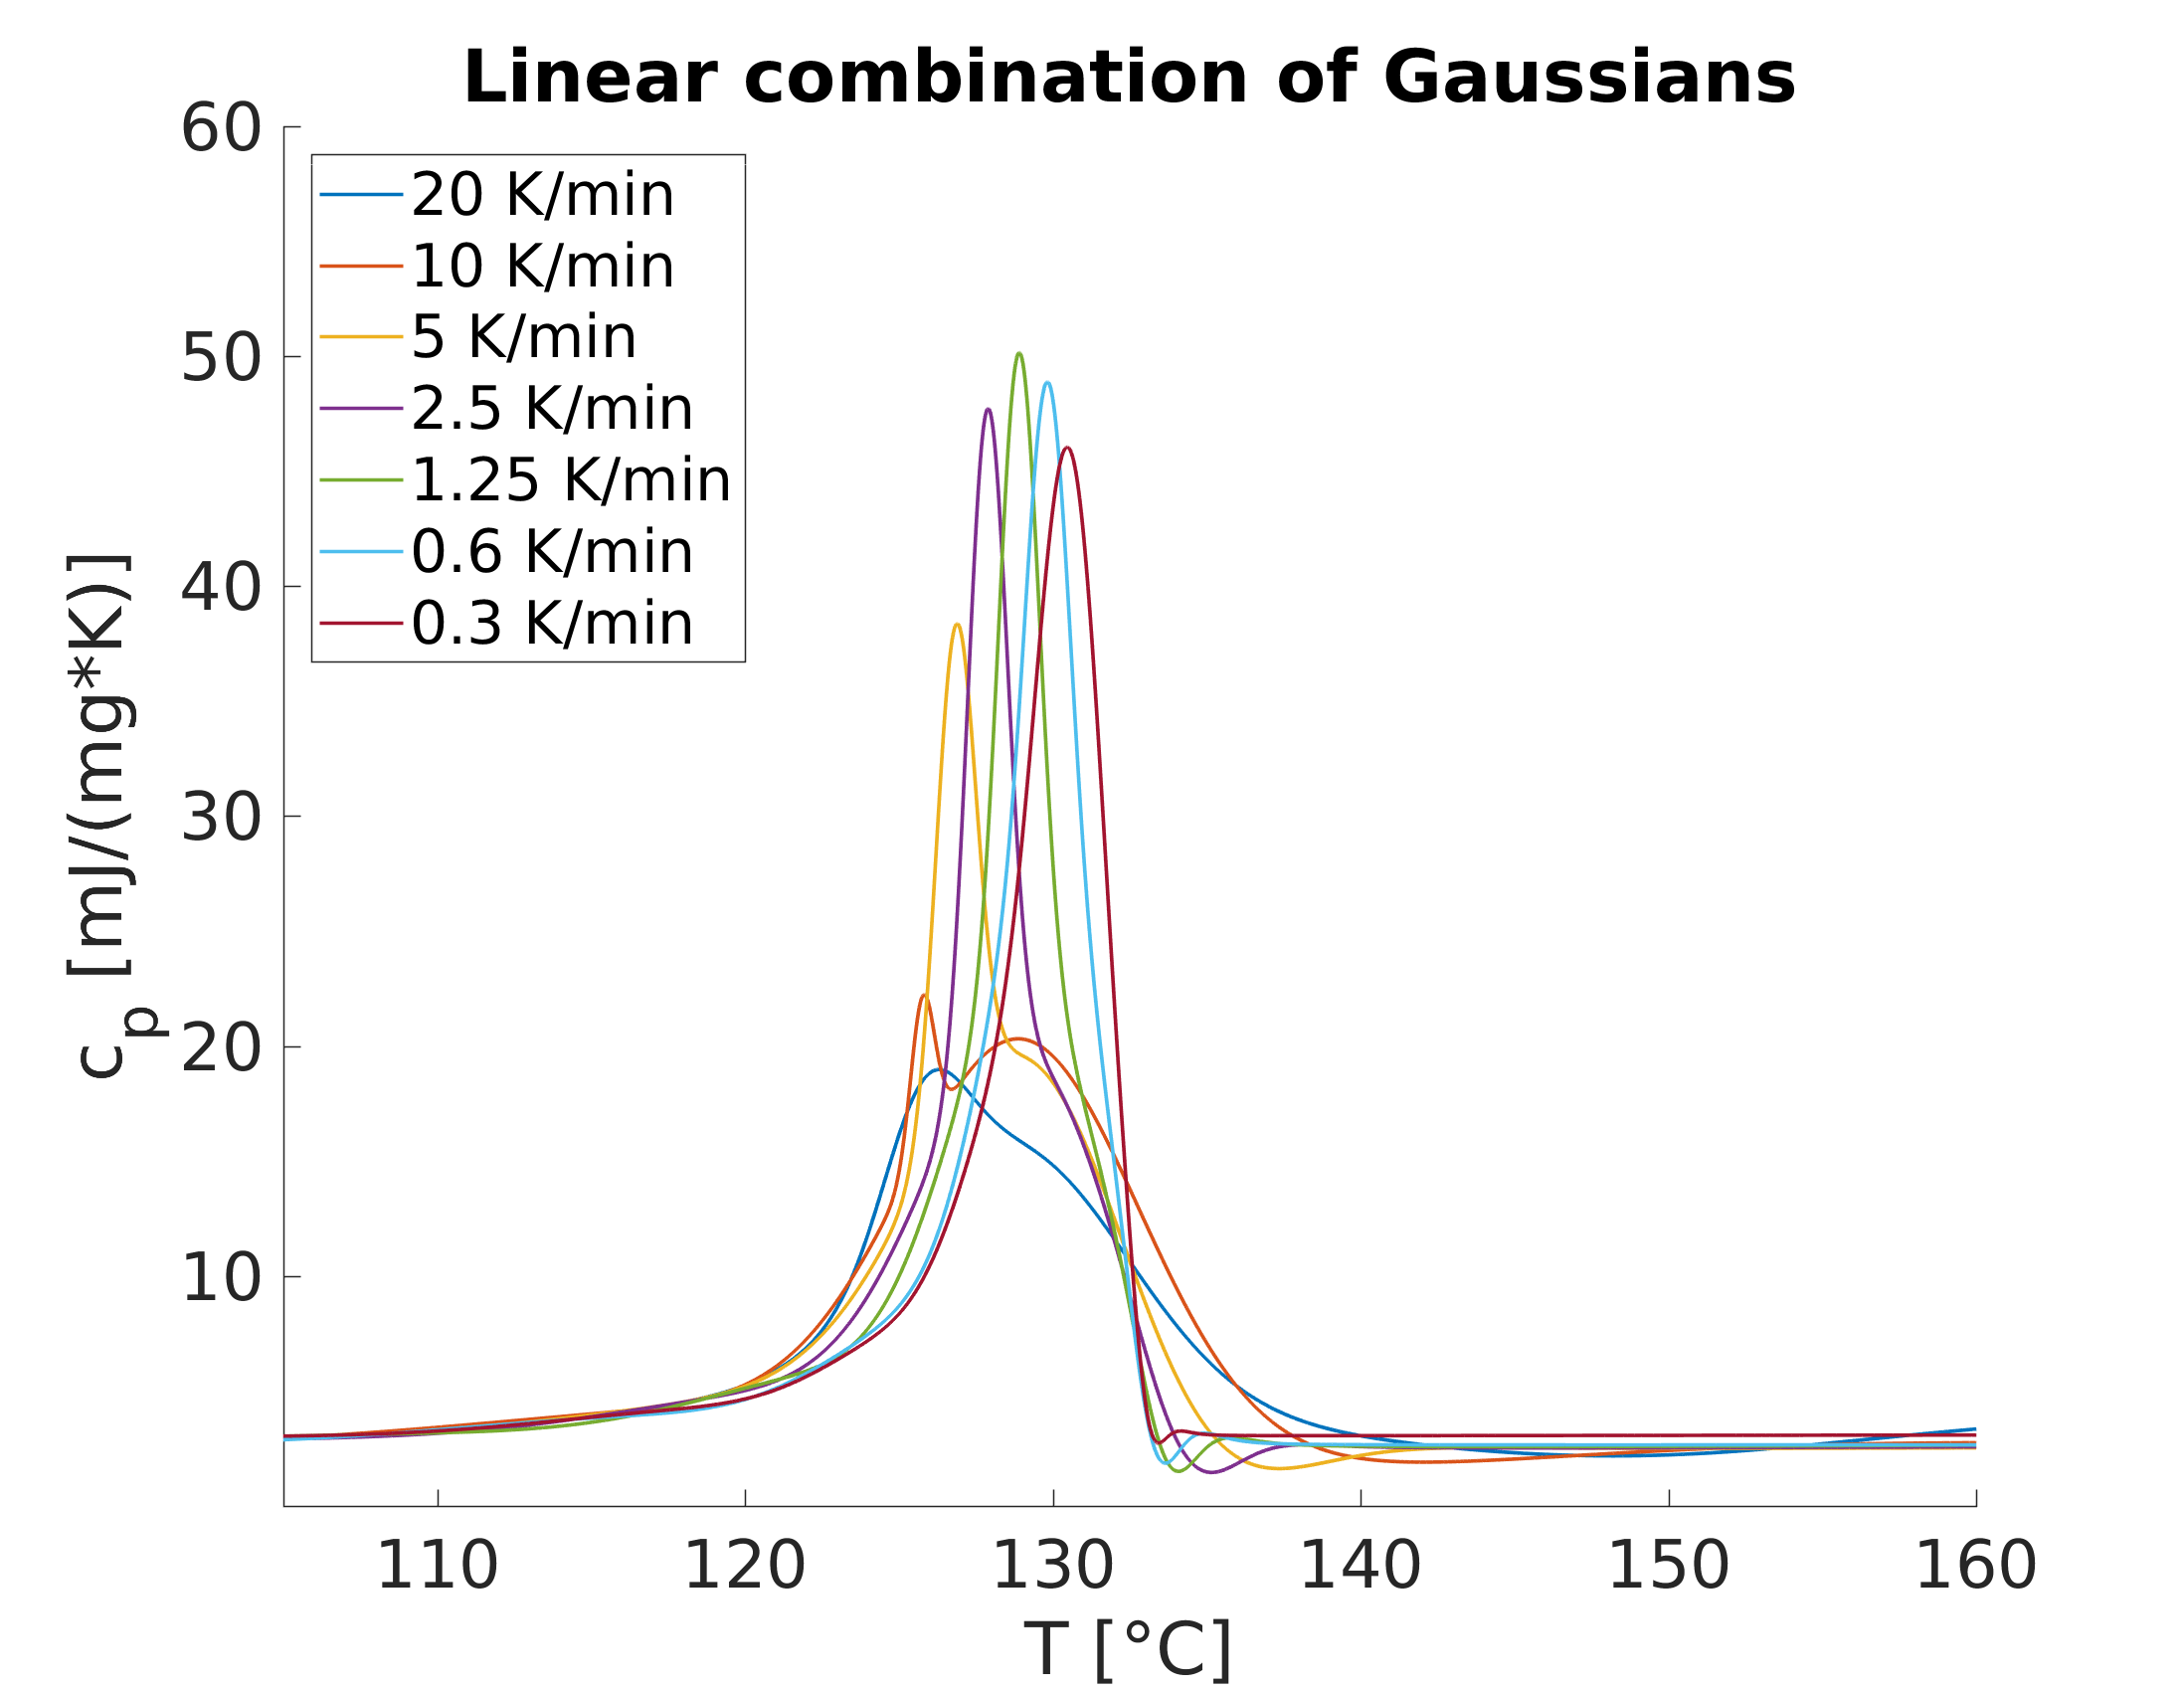 Linear combination of Gaussians
60
50
40
30
20
10
20 K/min
10 K/min
5 K/min
2.5 K/min
1.25 K/min
0.6 K/min
0.3 K/min
c_p [mJ/(mg*K)]
110 120 130 140 150 160
T [°C]